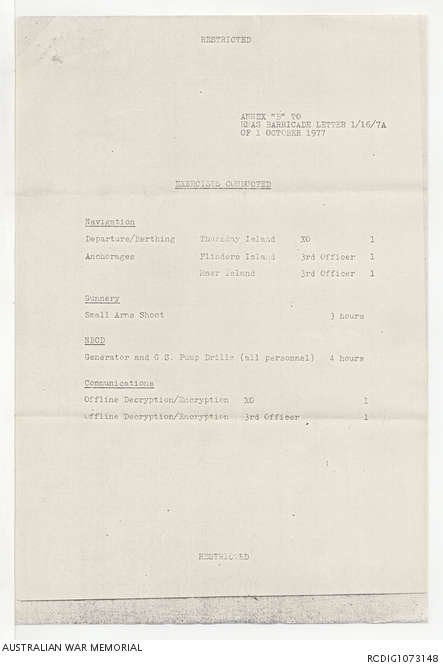 RESTRICTED
ANNEX "B" TO
HMAS BARRICADE LETTER 1/16/7A
OF 1 OCTOBER 1977
EXERCISES CONDUCTED
Navigation
Departure/Berthing Thursday Island XO 1
Anchorages Flinders Island 3rd Officer 1
Island 3rd Officer 1
Gunnery
Small Arms Shoot 3 hours
NBCD
Generator and G.S. Pump Drills (all personnel) 4 hours
Communications
Offline Decryption/Encryption XO 1
Offline Decryption/Encryption 3rd Officer 1
RESTRICTED
AUSTRALIAN WAR MEMORIAL
RCDIG1073148